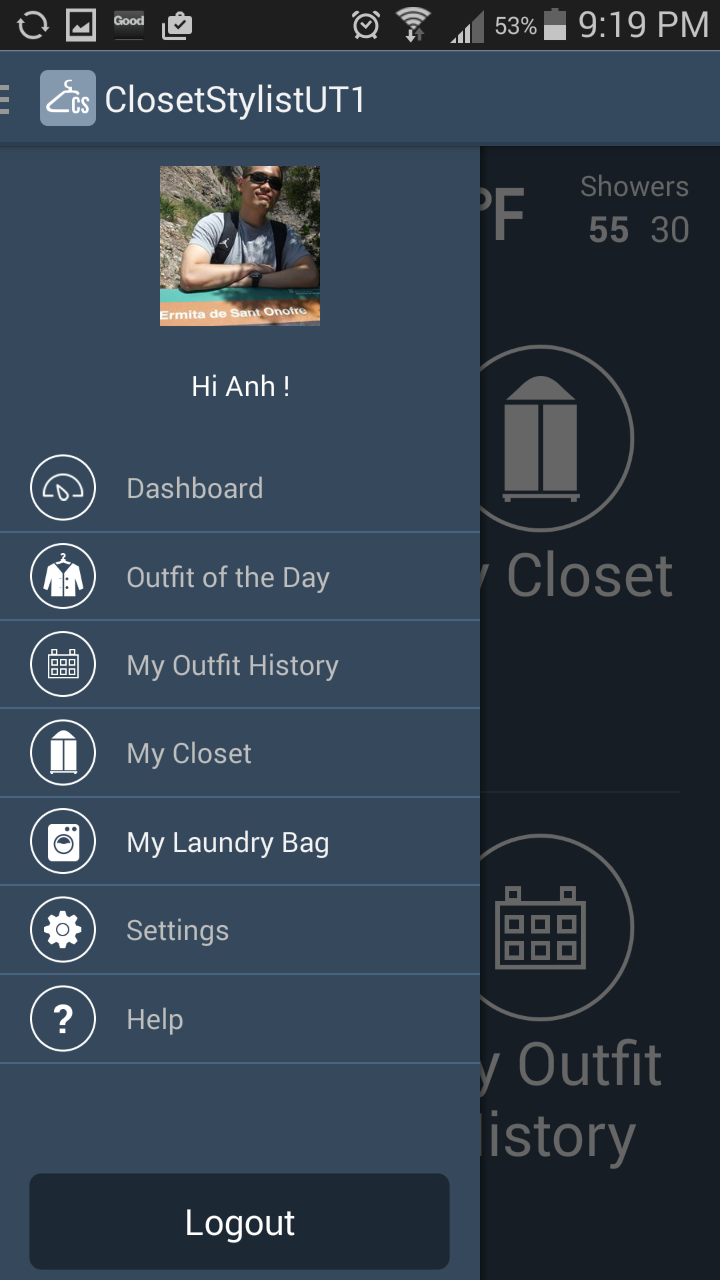 Good
53%
9:19 PM
CS
ClosetStylistUT1
Ermita de Sant Onofre
Hi Anh !
Dashboard
2
Outfit of the Day
My Outfit History
My Closet
My Laundry Bag
Settings
?
Help
Logout
°F
Showers
55 30
y Closet
y Outfit
istory